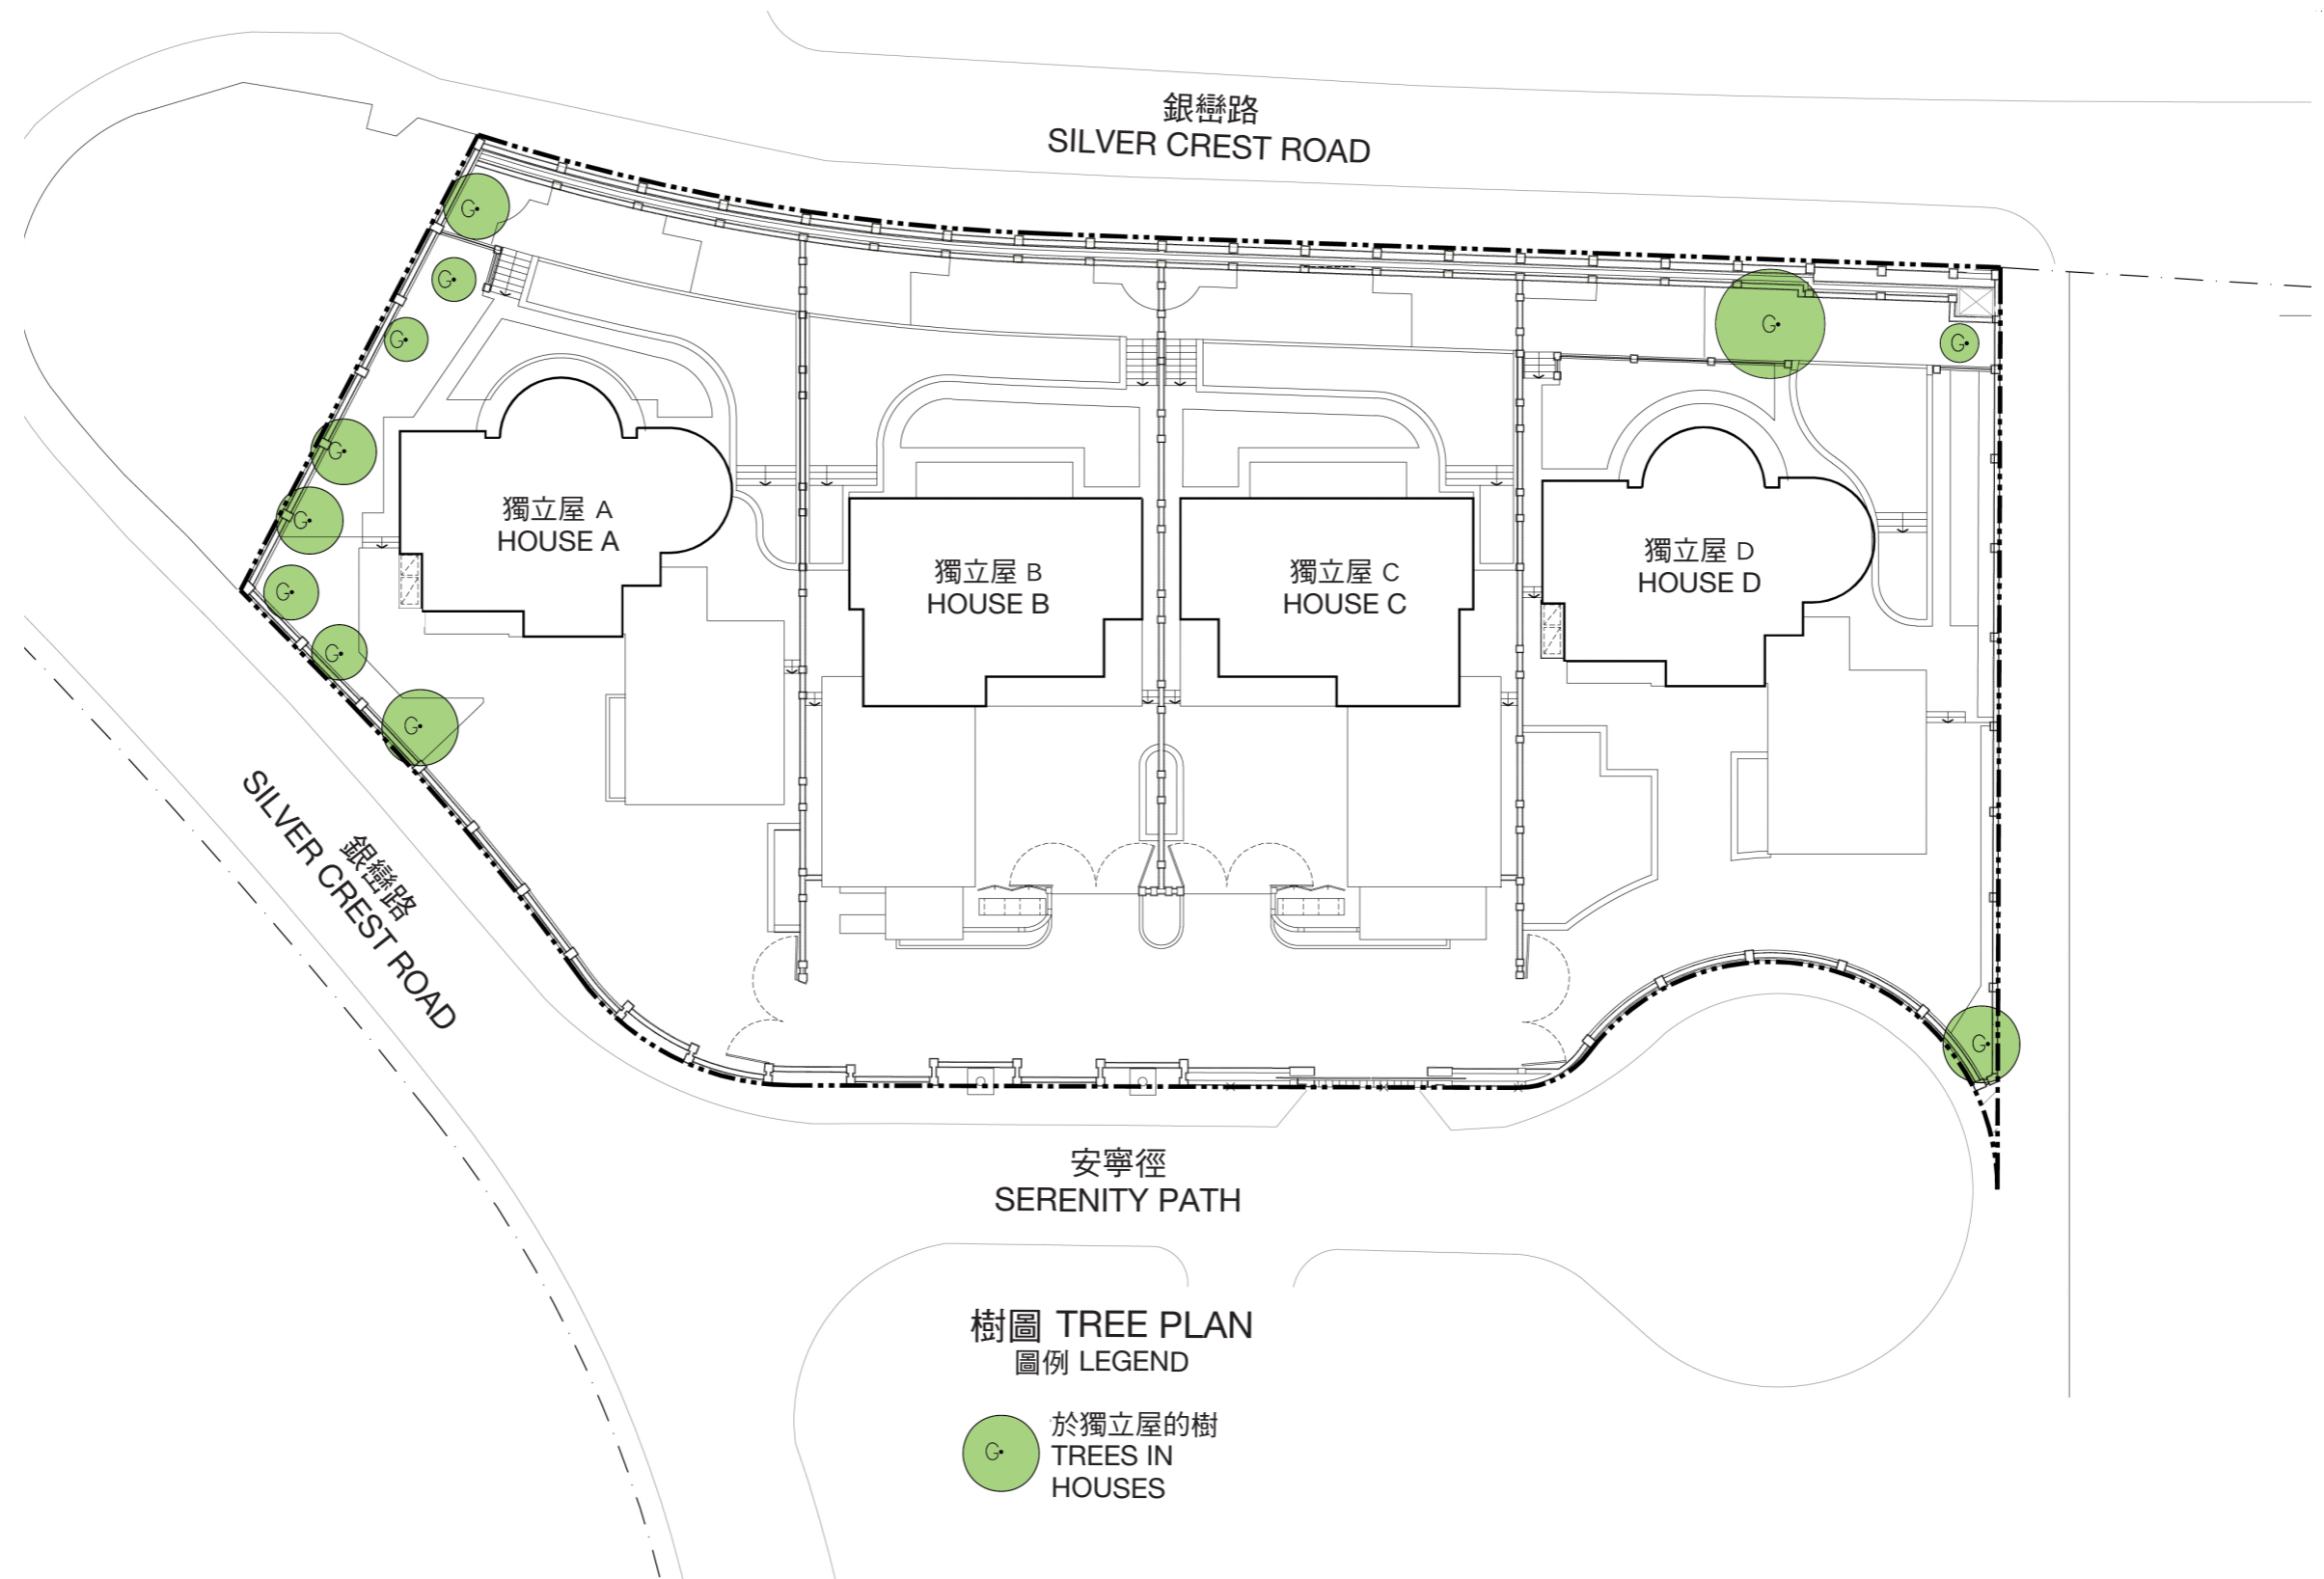 銀巒路
SILVER CREST ROAD
G
G
G
G
G
G
G
G
G
G
G
獨立屋 A
HOUSE A
獨立屋 B
HOUSE B
獨立屋 C
HOUSE C
獨立屋 D
HOUSE D
銀巒路
SILVER CREST ROAD
安寧徑
SERENITY PATH
樹圖 TREE PLAN
圖例 LEGEND
G
於獨立屋的樹
TREES IN
HOUSES